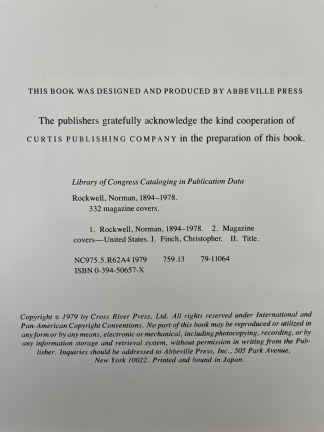 THIS BOOK WAS DESIGNED AND PRODUCED BY ABBEVILLE PRESS
The publishers gratefully acknowledge the kind cooperation of
CURTIS PUBLISHING COMPANY in the preparation of this book.
Library of Congress Cataloging in Publication Data
Rockwell, Norman, 1894–1978.
332 magazine covers.
1. Rockwell, Norman, 1894–1978. 2. Magazine
covers—United States. I. Finch, Christopher. II. Title.
NC975.5.R62A4 1979 759.13 79-11064
ISBN 0-394-50657-X
Copyright © 1979 by Cross River Press, Ltd. All rights reserved under International and
Pan-American Copyright Conventions. No part of this book may be reproduced or utilized in
any form or by any means, electronic or mechanical, including photocopying, recording, or by
any information storage and retrieval system, without permission in writing from the Pub-
lisher. Inquiries should be addressed to Abbeville Press, Inc., 505 Park Avenue,
New York 10022. Printed and bound in Japan.